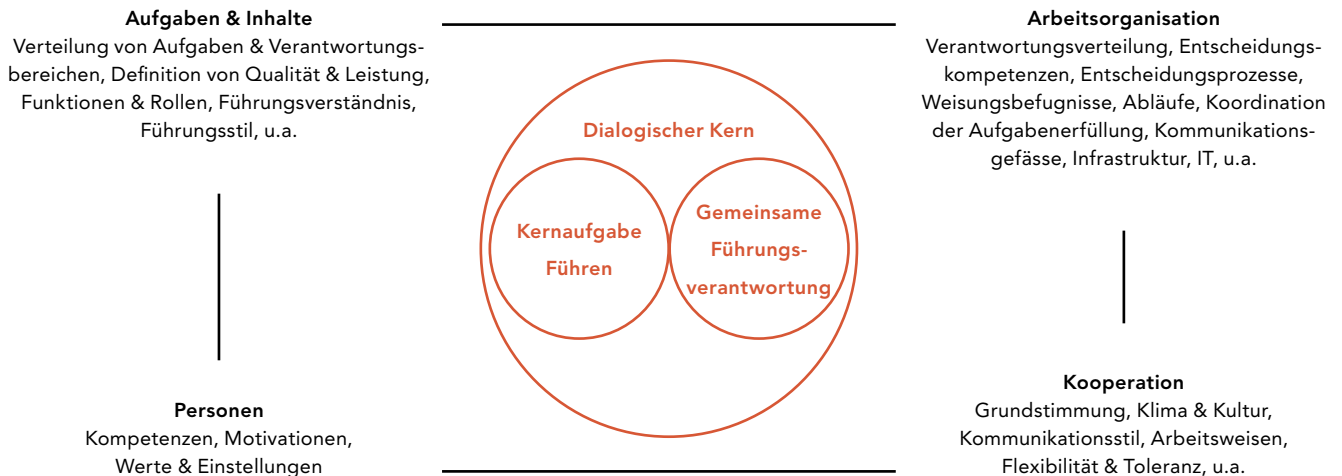 Aufgaben & Inhalte
Verteilung von Aufgaben & Verantwortungs-
bereichen, Definition von Qualität & Leistung,
Funktionen & Rollen, Führungsverständnis,
Führungsstil, u.a.
Arbeitsorganisation
Verantwortungsverteilung, Entscheidungs-
kompetenzen, Entscheidungsprozesse,
Weisungsbefugnisse, Abläufe, Koordination
der Aufgabenerfüllung, Kommunikations-
gefässe, Infrastruktur, IT, u.a.
Dialogischer Kern
Kernaufgabe
Führen
Gemeinsame
Führungs-
verantwortung
Personen
Kompetenzen, Motivationen,
Werte & Einstellungen
Kooperation
Grundstimmung, Klima & Kultur,
Kommunikationsstil, Arbeitsweisen,
Flexibilität & Toleranz, u.a.